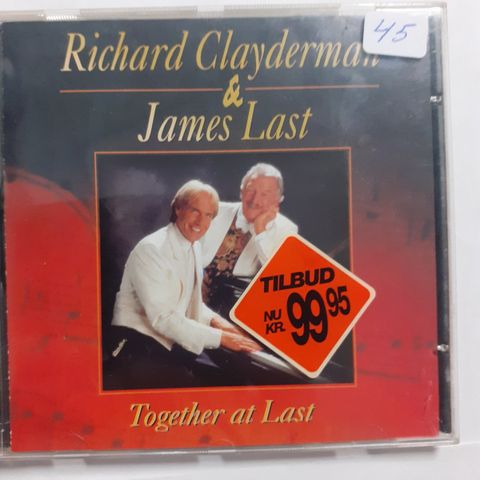 45
Richard Clayderman
&
James Last
TILBUD
NU
KR. 99 95
Together at Last